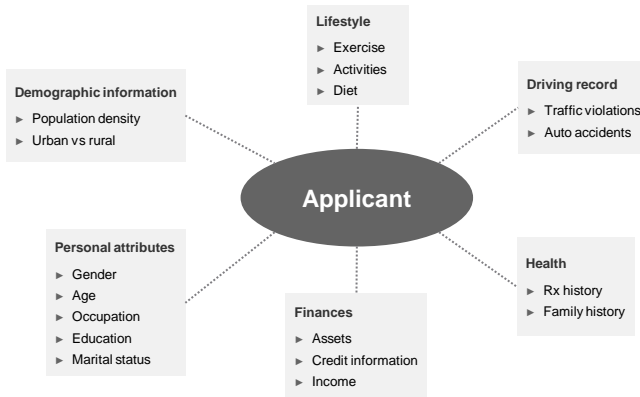 Lifestyle
► Exercise
► Activities
► Diet
Demographic information
► Population density
► Urban vs rural
Driving record
► Traffic violations
► Auto accidents
Applicant
Personal attributes
► Gender
► Age
► Occupation
► Education
► Marital status
Finances
► Assets
► Credit information
► Income
Health
► Rx history
► Family history